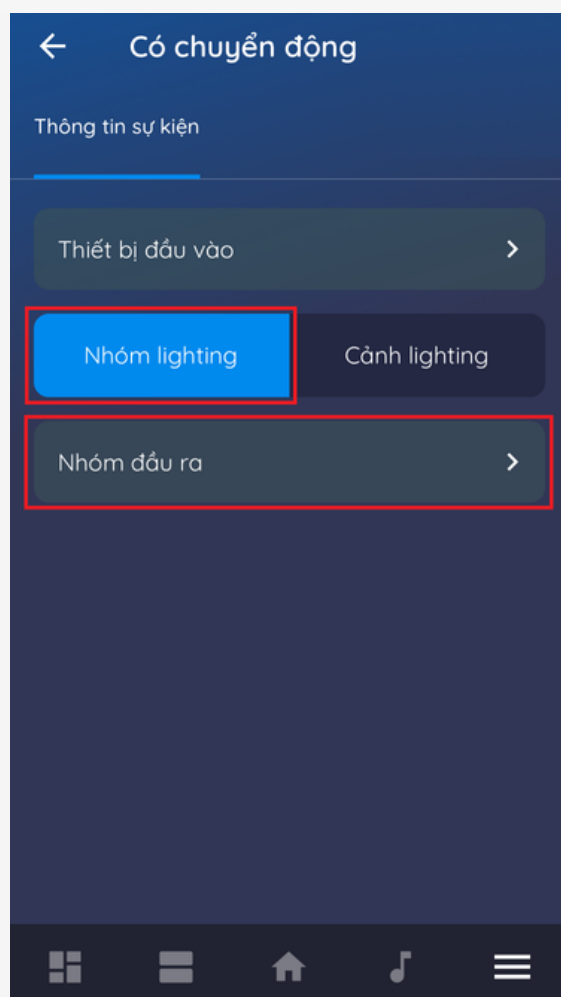 Có chuyển động
Thông tin sự kiện
Thiết bị đầu vào
Nhóm lighting
Cảnh lighting
Nhóm đầu ra